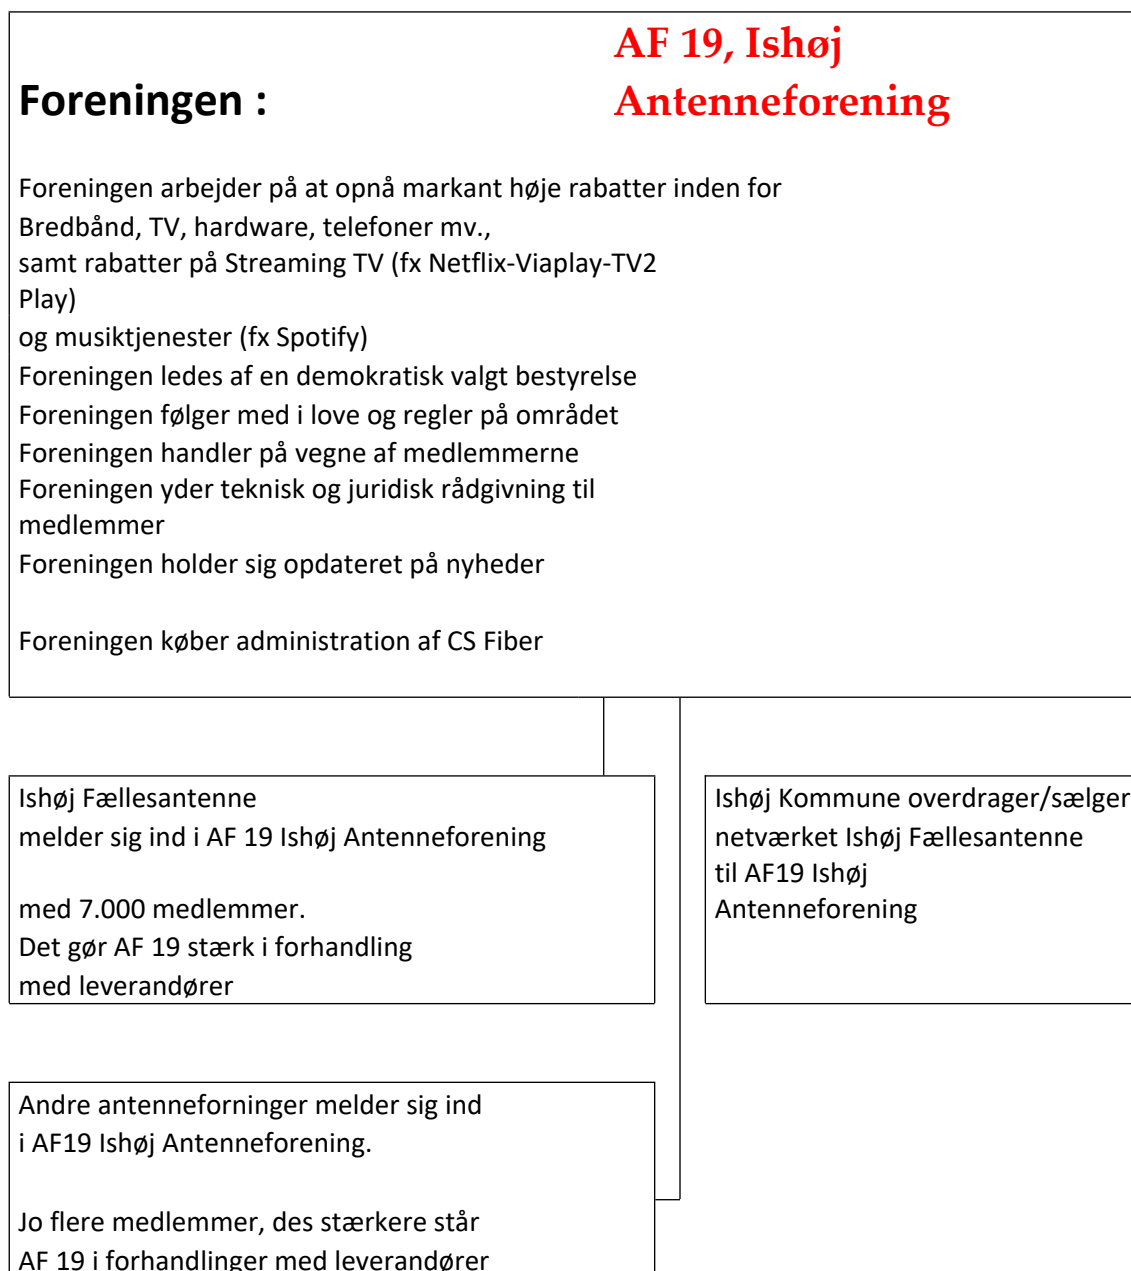 AF 19, Ishøj
Antenneforening
Foreningen :
Foreningen arbejder på at opnå markant høje rabatter inden for
Bredbånd, TV, hardware, telefoner mv.,
samt rabatter på Streaming TV (fx Netflix-Viaplay-TV2
Play)
og musiktjenester (fx Spotify)
Foreningen ledes af en demokratisk valgt bestyrelse
Foreningen følger med i love og regler på området
Foreningen handler på vegne af medlemmerne
Foreningen yder teknisk og juridisk rådgivning til
medlemmer
Foreningen holder sig opdateret på nyheder
Foreningen køber administration af CS Fiber
Ishøj Fællesantenne
melder sig ind i AF 19 Ishøj Antenneforening
med 7.000 medlemmer.
Det gør AF 19 stærk i forhandling
med leverandører
Ishøj Kommune overdrager/sælger
netværket Ishøj Fællesantenne
til AF19 Ishøj
Antenneforening
Andre antenneforninger melder sig ind
i AF19 Ishøj Antenneforening.
Jo flere medlemmer, des stærkere står
AF 19 i forhandlinger med leverandører